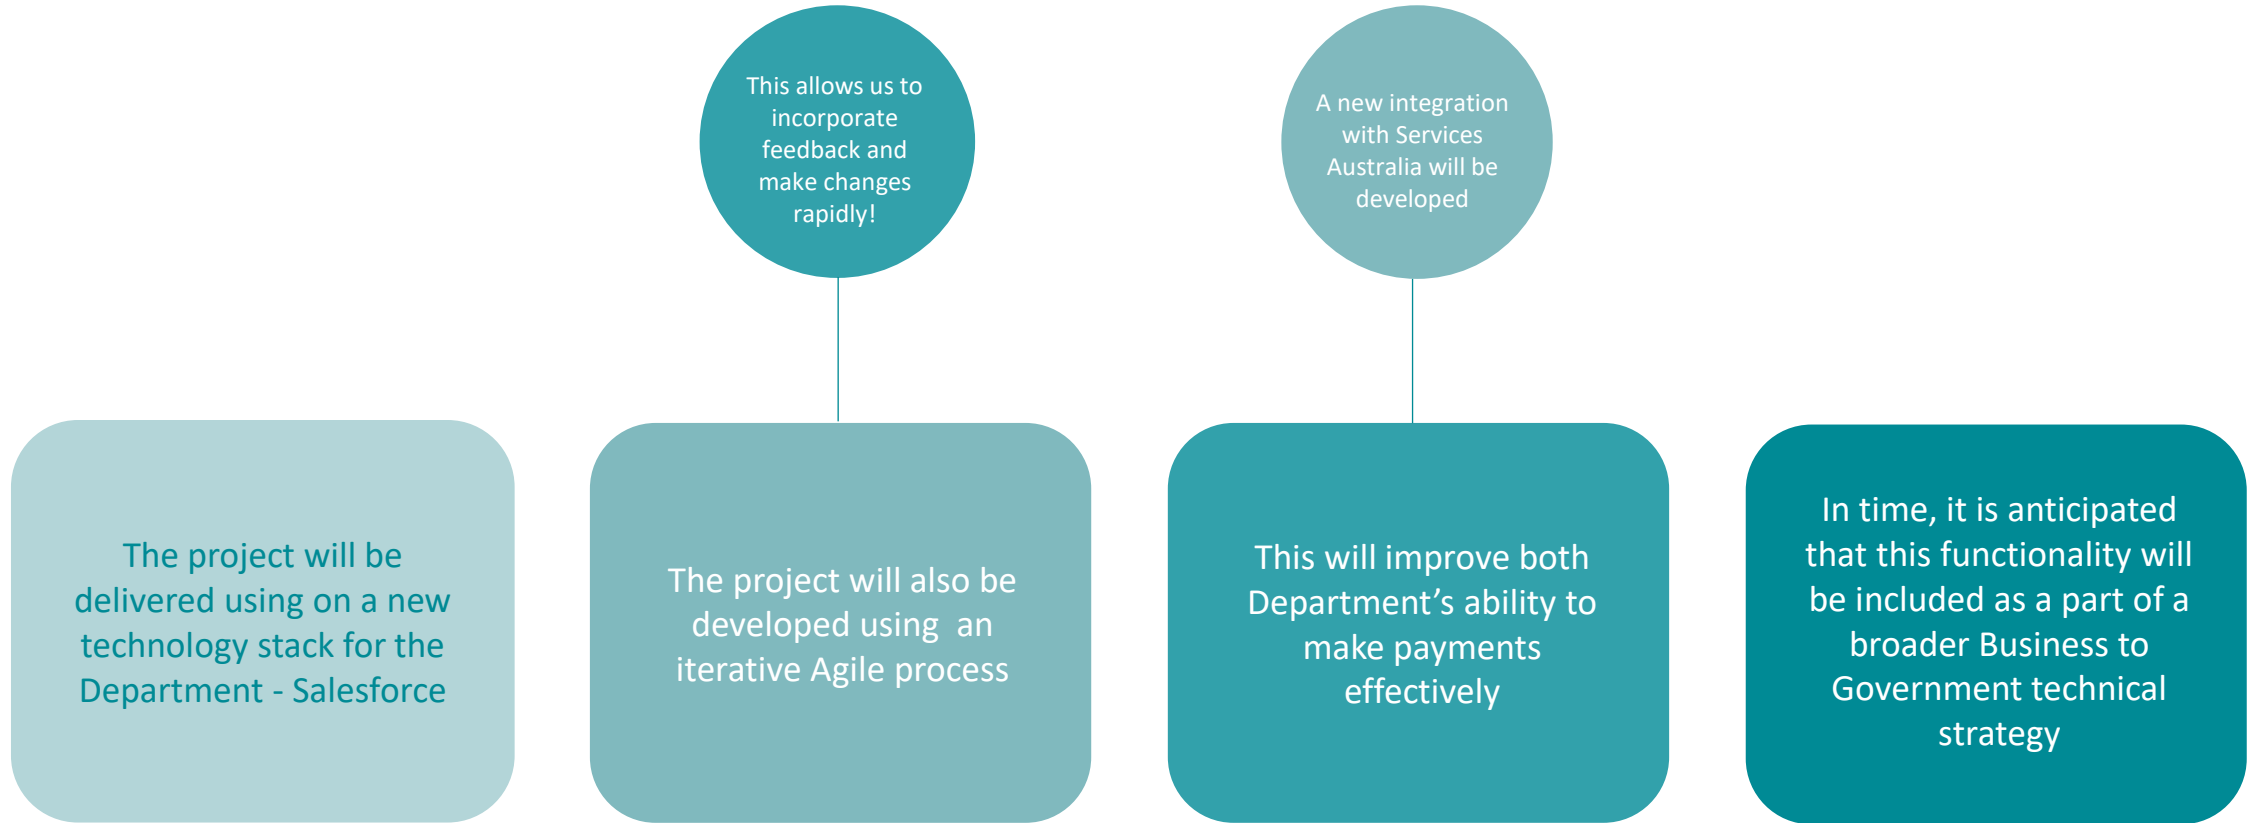 This allows us to
incorporate
feedback and
make changes
rapidly!
A new integration
with Services
Australia will be
developed
The project will be
delivered using on a new
technology stack for the
Department - Salesforce
The project will also be
developed using  an
iterative Agile process
This will improve both
Department’s ability to
make payments
effectively
In time, it is anticipated
that this functionality will
be included as a part of a
broader Business to
Government technical
strategy